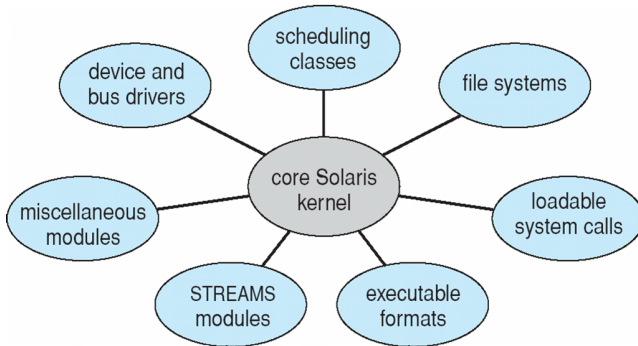 scheduling
classes
device and
bus drivers
file systems
core Solaris
kernel
miscellaneous
modules
loadable
system calls
STREAMS
modules
executable
formats